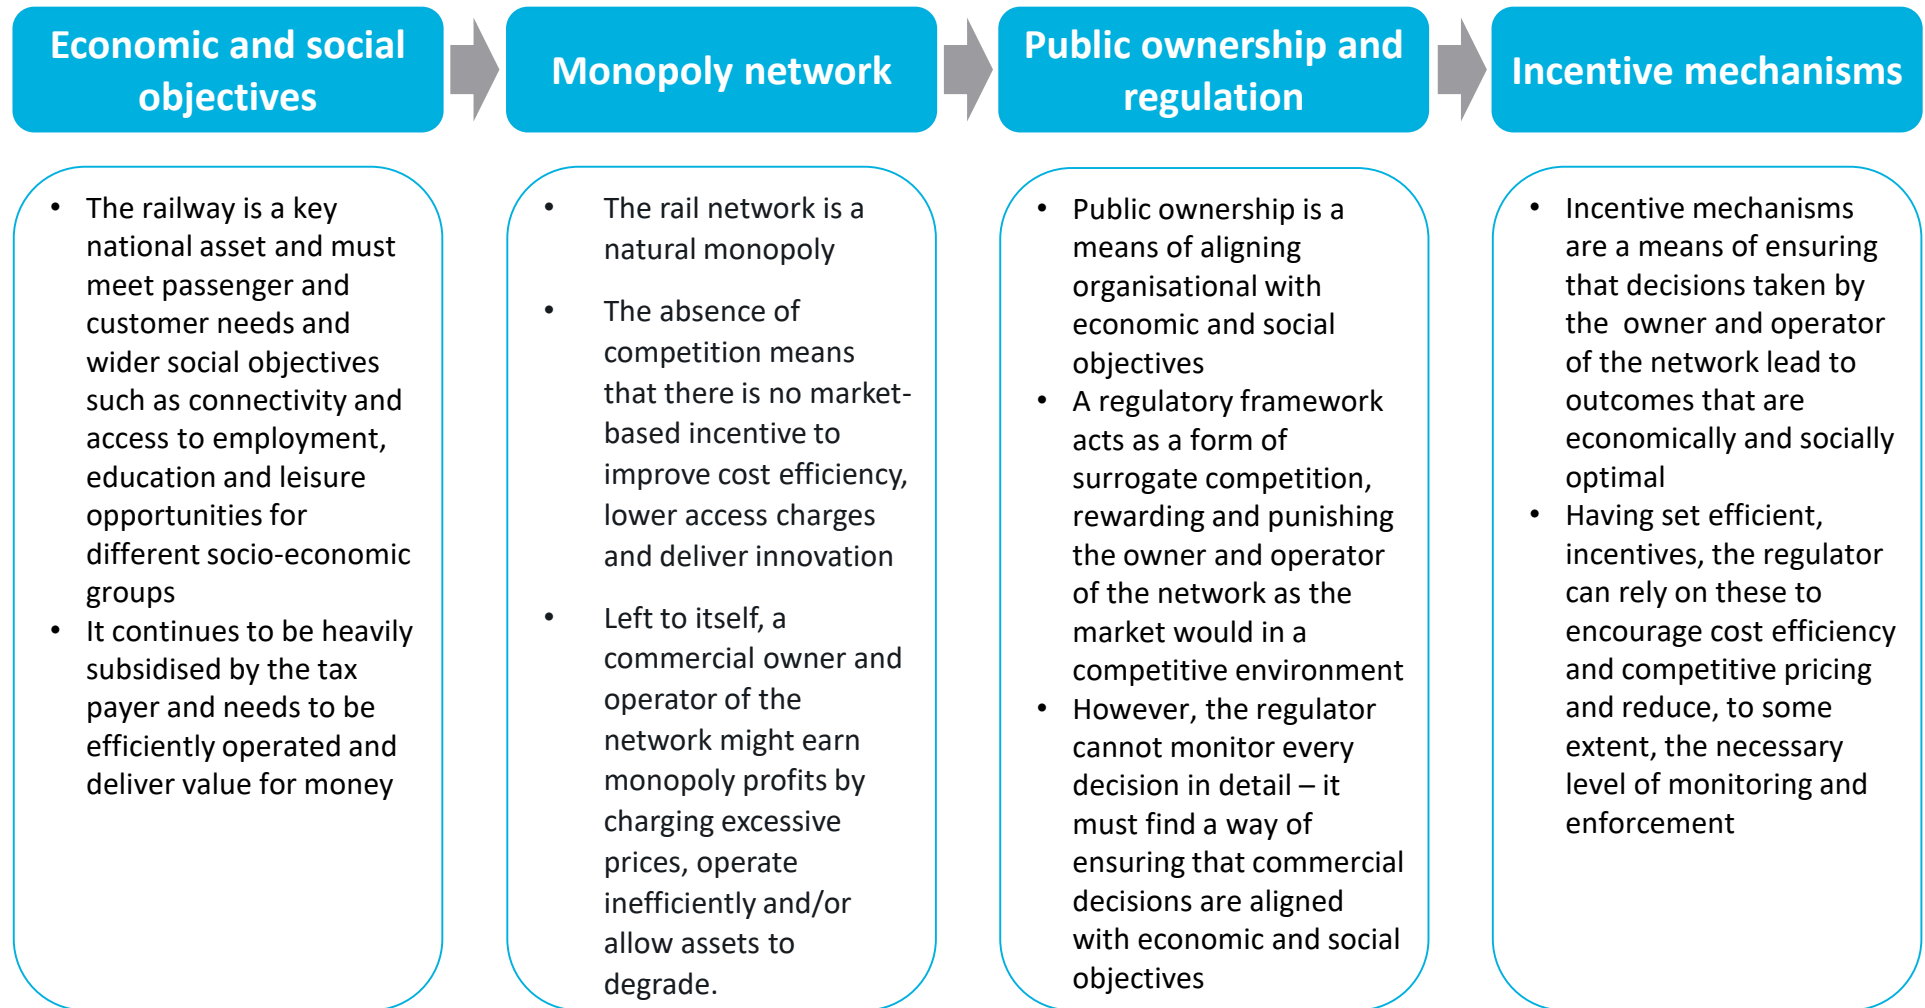 Economic and social
objectives
Monopoly network
Public ownership and
regulation
Incentive mechanisms
• The railway is a key
national asset and must
meet passenger and
customer needs and
wider social objectives
such as connectivity and
access to employment,
education and leisure
opportunities for
different socio-economic
groups
• It continues to be heavily
subsidised by the tax
payer and needs to be
efficiently operated and
deliver value for money
• The rail network is a
natural monopoly
• The absence of
competition means
that there is no market-
based incentive to
improve cost efficiency,
lower access charges
and deliver innovation
• Left to itself, a
commercial owner and
operator of the
network might earn
monopoly profits by
charging excessive
prices, operate
inefficiently and/or
allow assets to
degrade.
• Public ownership is a
means of aligning
organisational with
economic and social
objectives
• A regulatory framework
acts as a form of
surrogate competition,
rewarding and punishing
the owner and operator
of the network as the
market would in a
competitive environment
• However, the regulator
cannot monitor every
decision in detail – it
must find a way of
ensuring that commercial
decisions are aligned
with economic and social
objectives
• Incentive mechanisms
are a means of ensuring
that decisions taken by
the  owner and operator
of the network lead to
outcomes that are
economically and socially
optimal
• Having set efficient,
incentives, the regulator
can rely on these to
encourage cost efficiency
and competitive pricing
and reduce, to some
extent, the necessary
level of monitoring and
enforcement